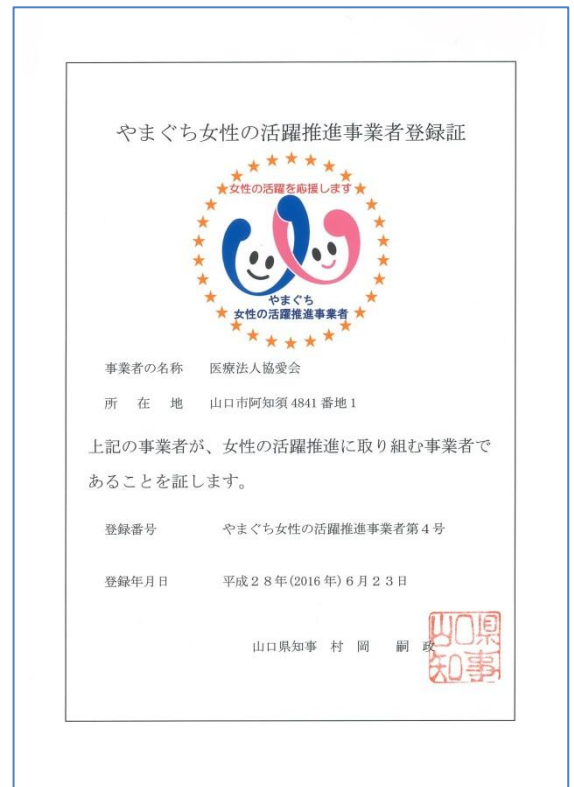 やまぐち女性の活躍推進事業者登録証
女性の活躍を応援します
やまぐち
女性の活躍推進事業者
事業者の名称 医療法人協愛会
所在地 山口市阿知須 4841 番地 1
上記の事業者が、女性の活躍推進に取り組む事業者で
あることを証します。
登録番号 やまぐち女性の活躍推進事業者第4号
登録年月日 平成28年(2016年)6月23日
山口県知事 村岡 嗣政
山口県
知事